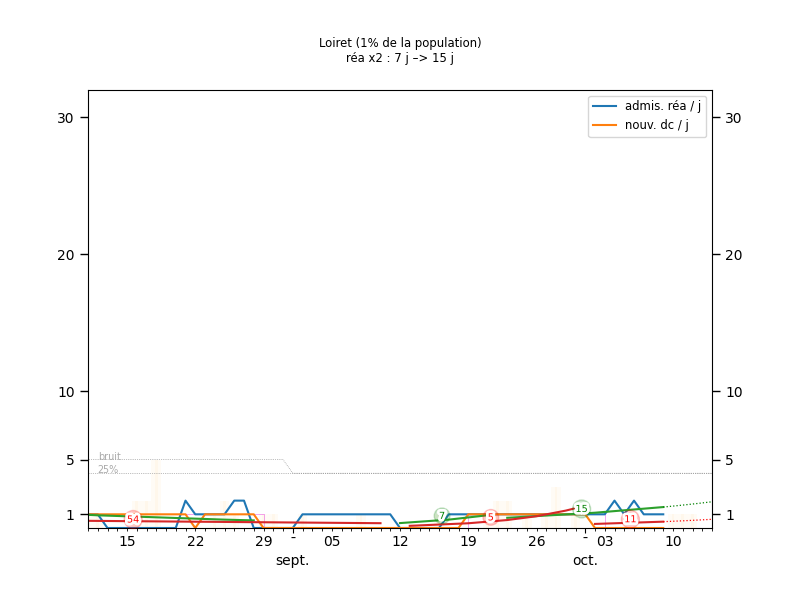 Loiret (1% de la population)
réa x2 : 7 j –> 15 j
admis. réa / j
nouv. dc / j
30 30
20 20
10 10
5 5
1 1
bruit
25%
54 7 5 15 11
15 22 29 - 05 12 19 26 - 03 10
sept. oct.